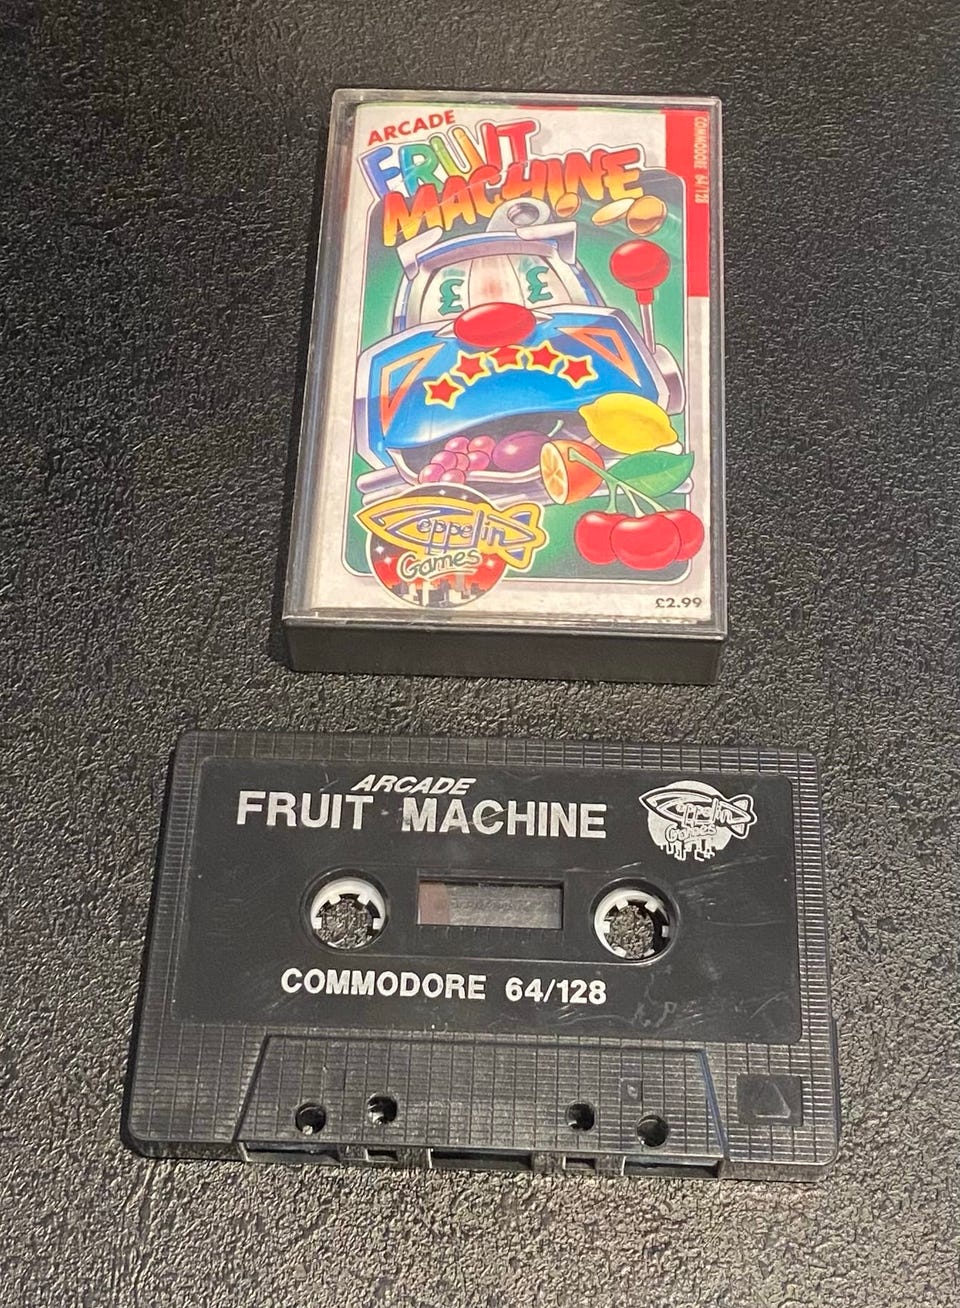 ARCADE
FRUIT
MACHINE
COMMODORE 64/128
£ £
Zeppelin
Games
£2.99
ARCADE
FRUIT MACHINE
Zeppelin
Games
COMMODORE 64/128